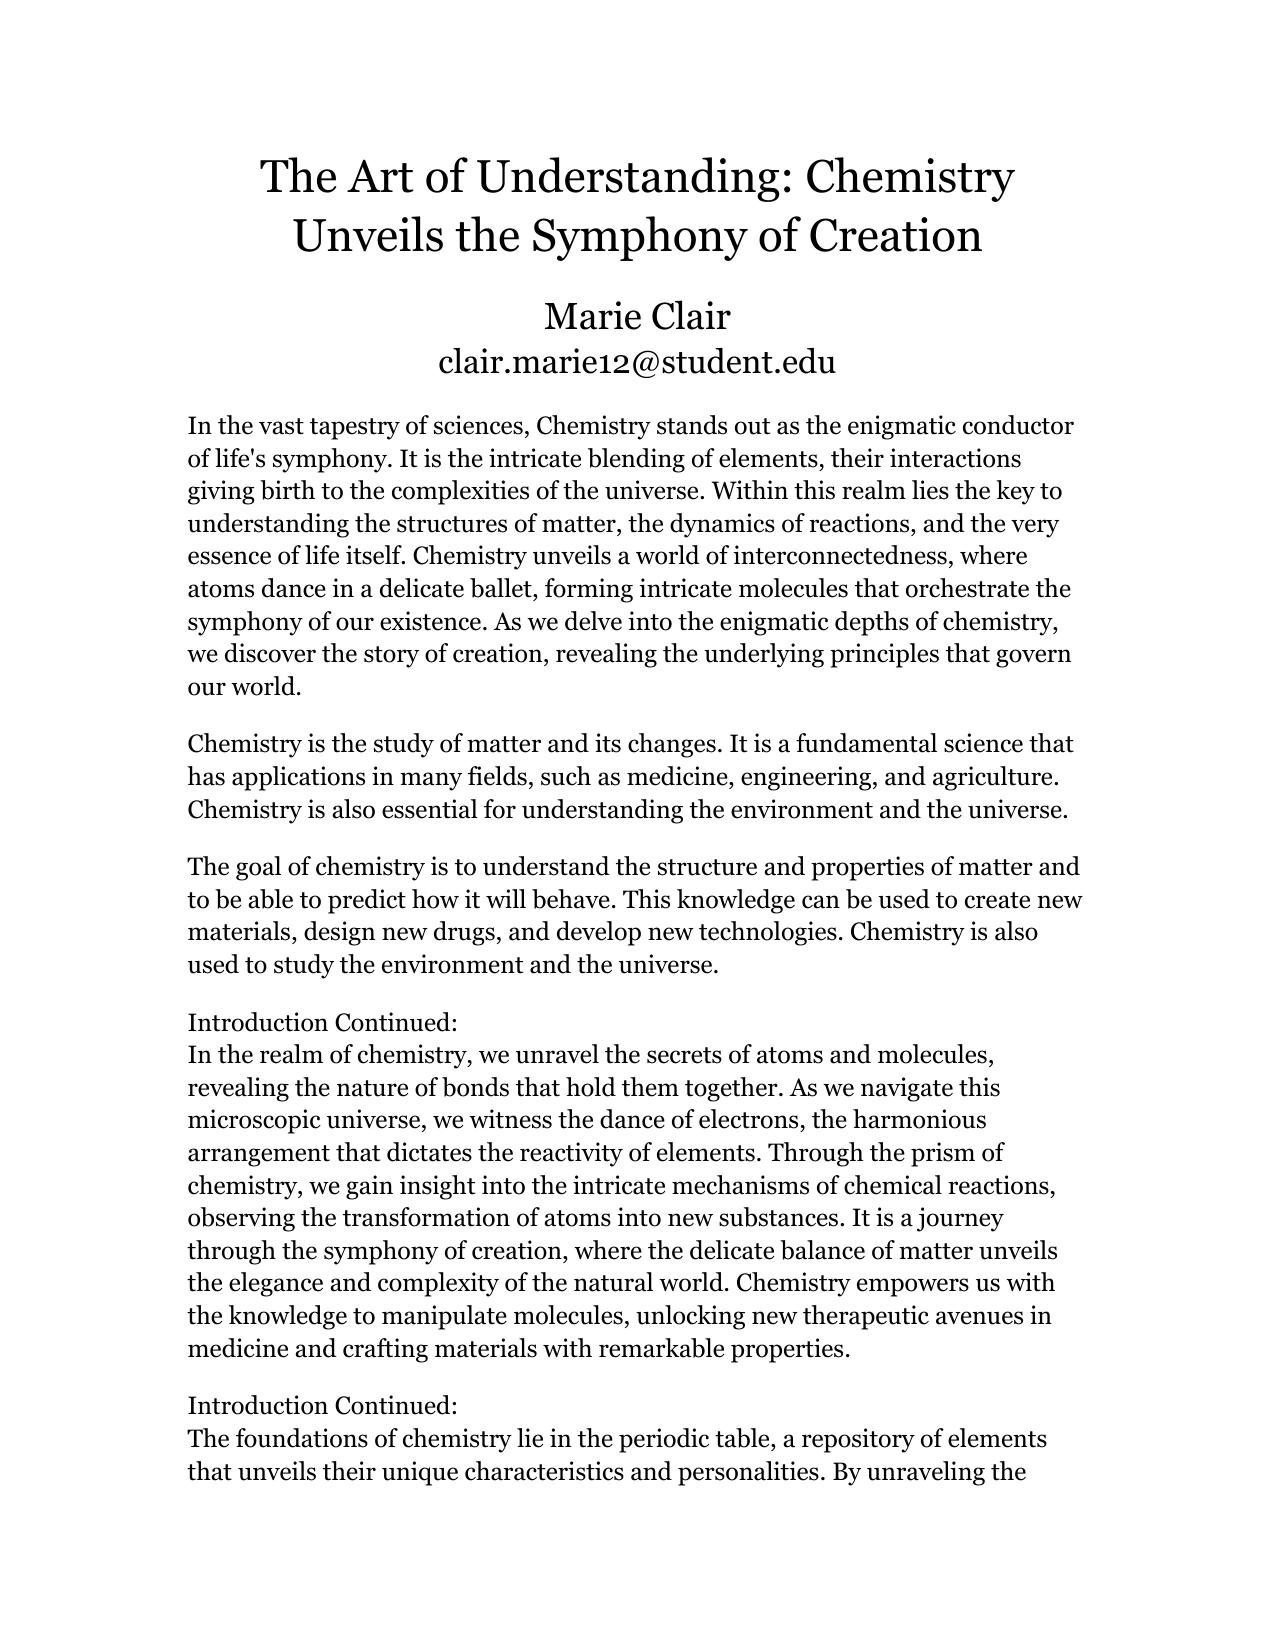 The Art of Understanding: Chemistry
Unveils the Symphony of Creation
Marie Clair
clair.marie12@student.edu
In the vast tapestry of sciences, Chemistry stands out as the enigmatic conductor
of life's symphony. It is the intricate blending of elements, their interactions
giving birth to the complexities of the universe. Within this realm lies the key to
understanding the structures of matter, the dynamics of reactions, and the very
essence of life itself. Chemistry unveils a world of interconnectedness, where
atoms dance in a delicate ballet, forming intricate molecules that orchestrate the
symphony of our existence. As we delve into the enigmatic depths of chemistry,
we discover the story of creation, revealing the underlying principles that govern
our world.
Chemistry is the study of matter and its changes. It is a fundamental science that
has applications in many fields, such as medicine, engineering, and agriculture.
Chemistry is also essential for understanding the environment and the universe.
The goal of chemistry is to understand the structure and properties of matter and
to be able to predict how it will behave. This knowledge can be used to create new
materials, design new drugs, and develop new technologies. Chemistry is also
used to study the environment and the universe.
Introduction Continued:
In the realm of chemistry, we unravel the secrets of atoms and molecules,
revealing the nature of bonds that hold them together. As we navigate this
microscopic universe, we witness the dance of electrons, the harmonious
arrangement that dictates the reactivity of elements. Through the prism of
chemistry, we gain insight into the intricate mechanisms of chemical reactions,
observing the transformation of atoms into new substances. It is a journey
through the symphony of creation, where the delicate balance of matter unveils
the elegance and complexity of the natural world. Chemistry empowers us with
the knowledge to manipulate molecules, unlocking new therapeutic avenues in
medicine and crafting materials with remarkable properties.
Introduction Continued:
The foundations of chemistry lie in the periodic table, a repository of elements
that unveils their unique characteristics and personalities. By unraveling the